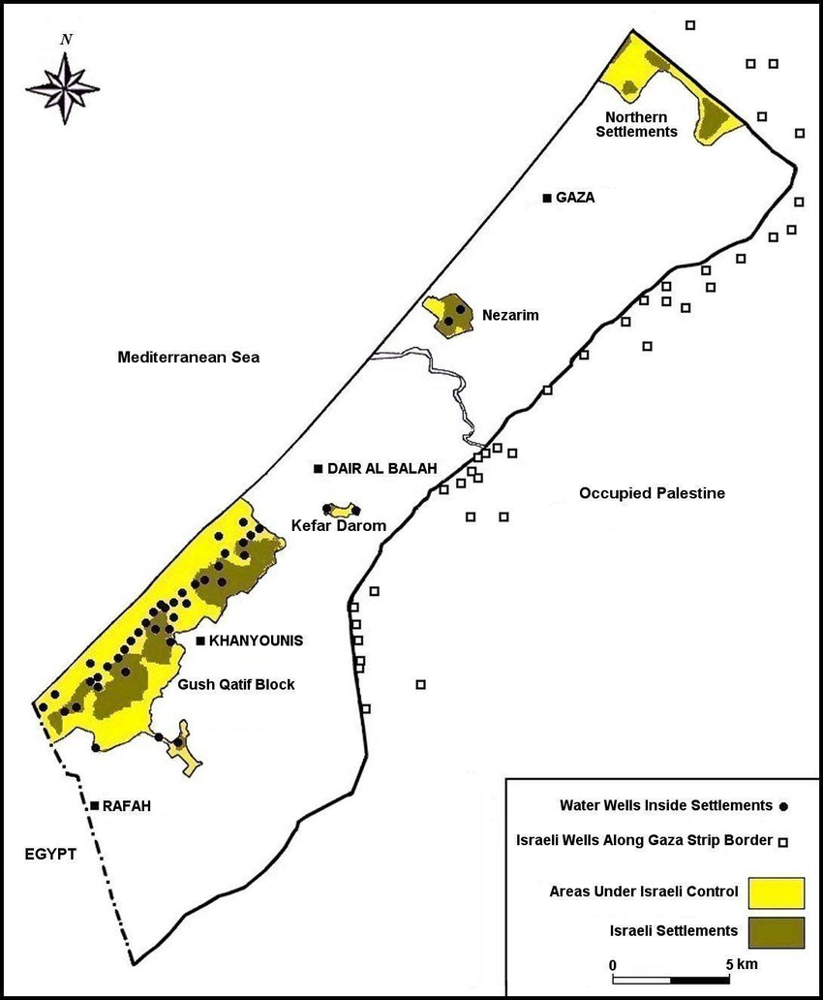 N
Northern
Settlements
GAZA
Nezarim
Mediterranean Sea
DAIR AL BALAH
Occupied Palestine
Kefar Darom
KHANYOUNIS
Gush Qatif Block
RAFAH
EGYPT
Water Wells Inside Settlements
Israeli Wells Along Gaza Strip Border
Areas Under Israeli Control
Israeli Settlements
0 5 km